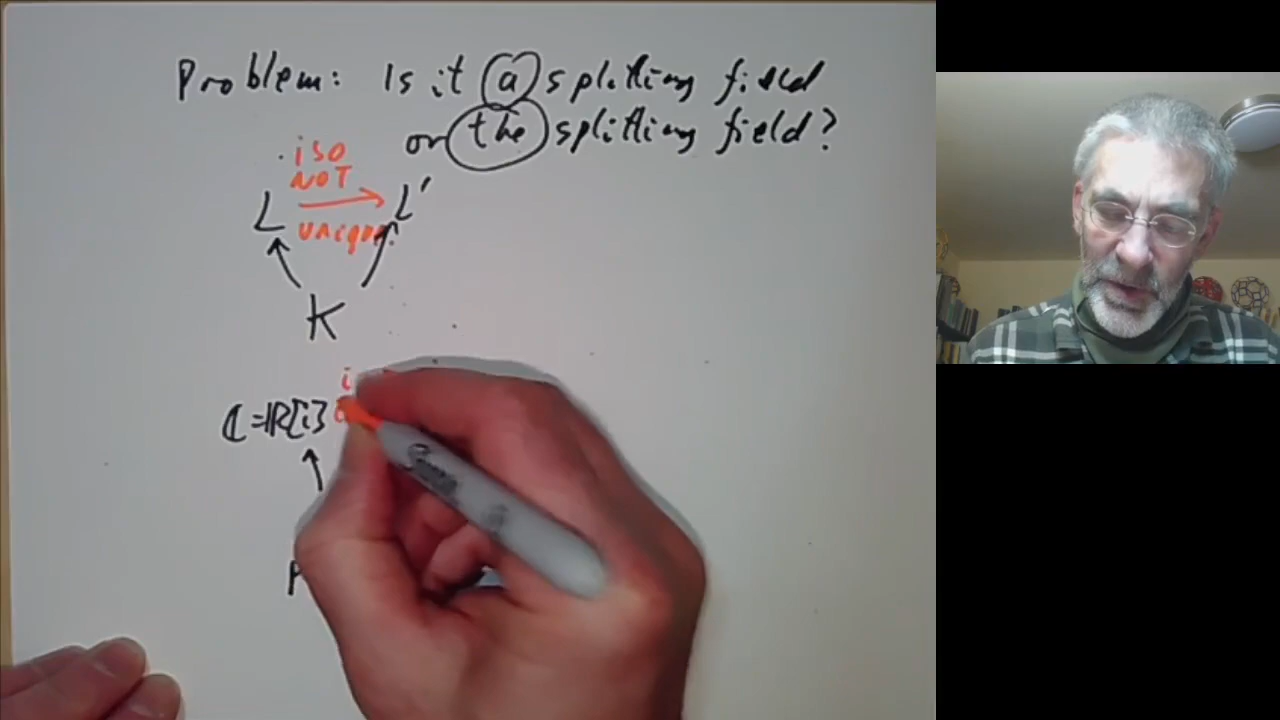 Problem: Is it a splitting field
or the splitting field?
iso
NOT
L → L'
unique.
K
i
ℂ=ℝ[i]